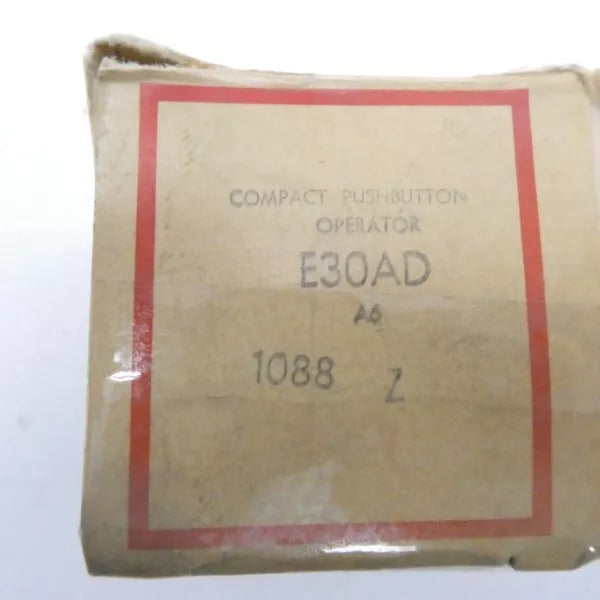 COMPACT PUSHBUTTON
OPERATOR
E30AD
A6
1088 Z